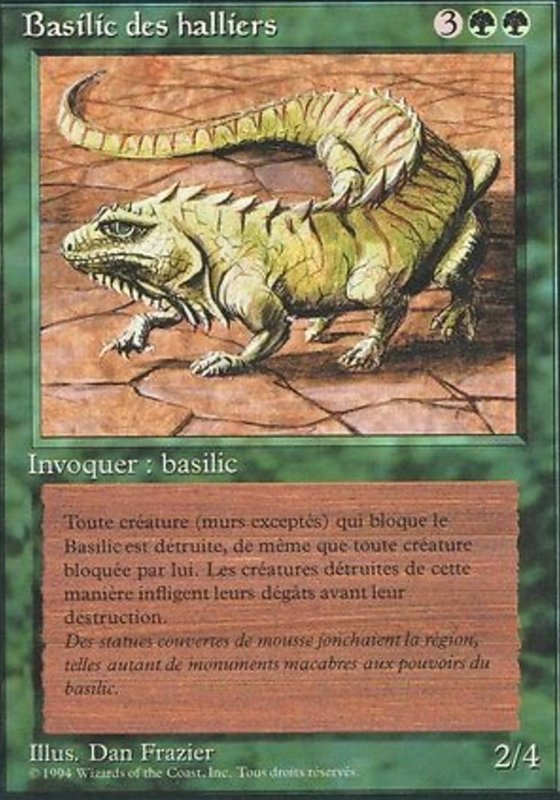 Basilic des halliers
3
Invoquer : basilic
Toute créature (murs exceptés) qui bloque le
Basilic est détruite, de même que toute créature
bloquée par lui. Les créatures détruites de cette
manière infligent leurs dégâts avant leur
destruction.
Des statues couvertes de mousse jonchaient la région,
telles autant de monuments macabres aux pouvoirs du
basilic.
Illus. Dan Frazier
2/4
© 1994 Wizards of the Coast, Inc. Tous droits réservés.